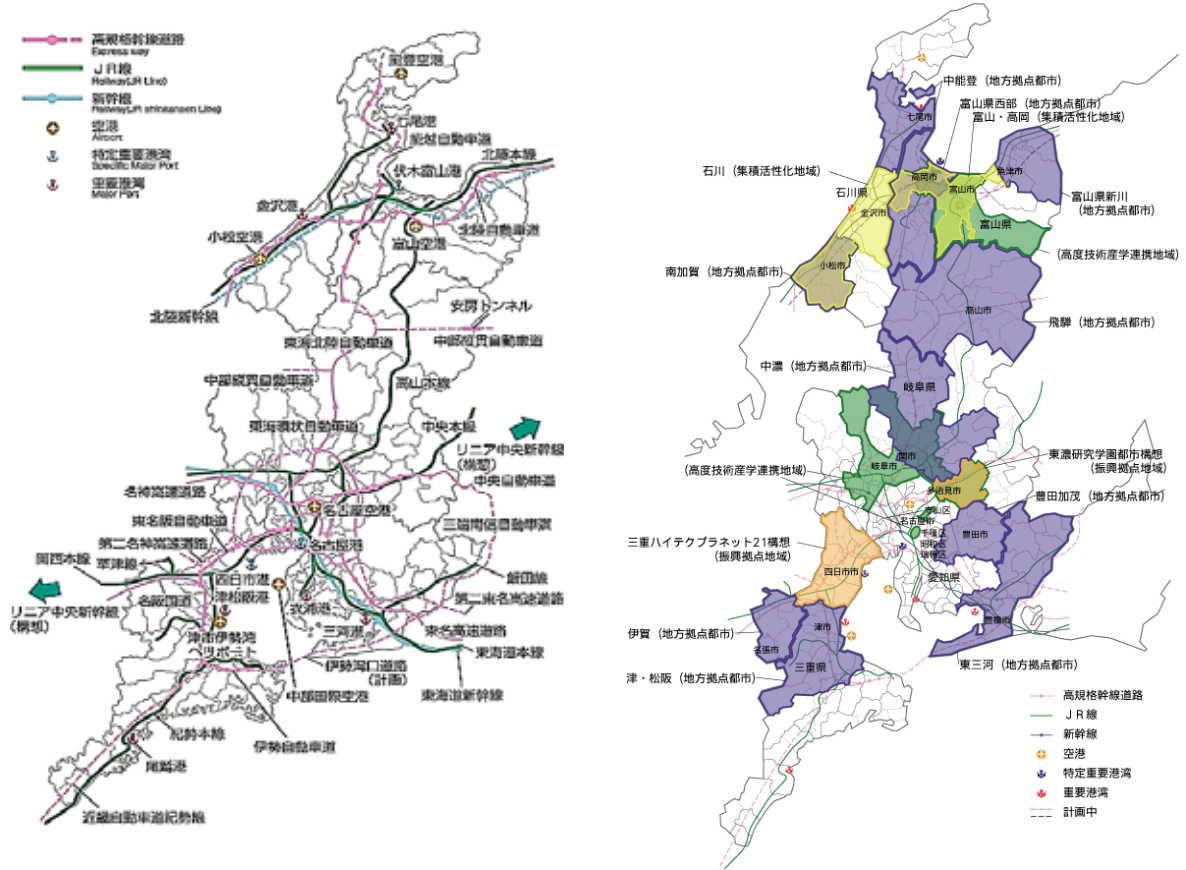 高規格幹線道路
Express way
ＪＲ線
Railway(JR Line)
新幹線
Railway(JR Shinkansen Line)
空港
Airport
特定重要港湾
Specific Major Port
重要港湾
Major Port
能登空港
七尾港
能越自動車道
北陸本線
伏木富山港
金沢港
小松空港
富山空港
北陸自動車道
北陸新幹線
安房トンネル
東海北陸自動車道
中部縦貫自動車道
中部縦貫自動車道
高山本線
東海環状自動車道
中央本線
リニア中央新幹線
(構想)
中央自動車道
名神高速道路
名古屋空港
三遠南信自動車道
東名阪自動車道
第二名神高速道路
名古屋港
関西本線
草津線
飯田線
四日市港
津松阪港
第二東名高速道路
リニア中央新幹線
(構想)
名阪国道
衣浦港
三河港
東名高速道路
津市伊勢湾
ヘリポート
東海道本線
伊勢湾口道路
(計画)
中部国際空港
東海道新幹線
紀勢本線
伊勢自動車道
尾鷲港
近畿自動車道紀勢線
中能登（地方拠点都市）
富山県西部（地方拠点都市）
富山・高岡（集積活性化地域）
七尾市
石川（集積活性化地域）
高岡市
魚津市
富山市
石川県
金沢市
富山県新川
（地方拠点都市）
富山県
(高度技術産学連携地域)
小松市
南加賀（地方拠点都市）
高山市
飛騨（地方拠点都市）
中濃（地方拠点都市）
岐阜県
関市
岐阜市
東濃研究学園都市構想
（振興拠点地域）
(高度技術産学連携地域)
多治見市
豊田加茂（地方拠点都市）
守山区
名古屋市
千種区
昭和区
瑞穂区
豊田市
三重ハイテクプラネット21構想
（振興拠点地域）
四日市市
愛知県
豊橋市
伊賀（地方拠点都市）
津市
名張市
三重県
東三河（地方拠点都市）
津・松阪（地方拠点都市）
高規格幹線道路
ＪＲ線
新幹線
空港
特定重要港湾
重要港湾
計画中